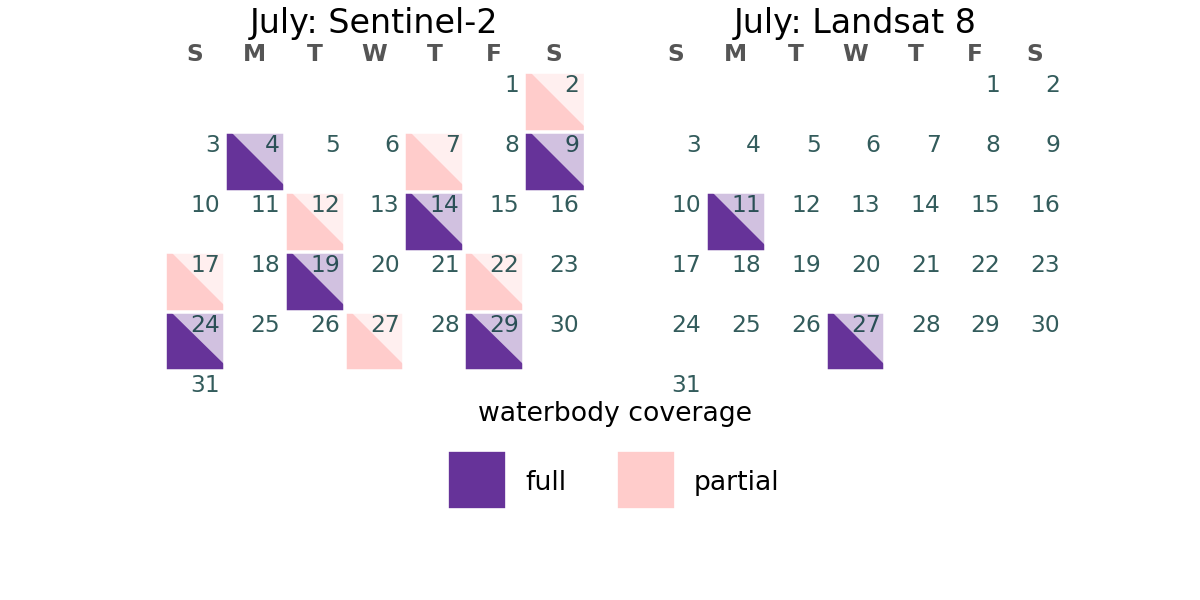 July: Sentinel-2
S M T W T F S
1 2
3 4 5 6 7 8 9
10 11 12 13 14 15 16
17 18 19 20 21 22 23
24 25 26 27 28 29 30
31
July: Landsat 8
S M T W T F S
1 2
3 4 5 6 7 8 9
10 11 12 13 14 15 16
17 18 19 20 21 22 23
24 25 26 27 28 29 30
31
waterbody coverage
full partial